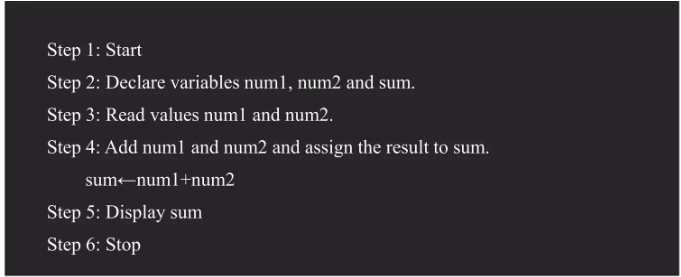 Step 1: Start
Step 2: Declare variables num1, num2 and sum.
Step 3: Read values num1 and num2.
Step 4: Add num1 and num2 and assign the result to sum.
sum←num1+num2
Step 5: Display sum
Step 6: Stop